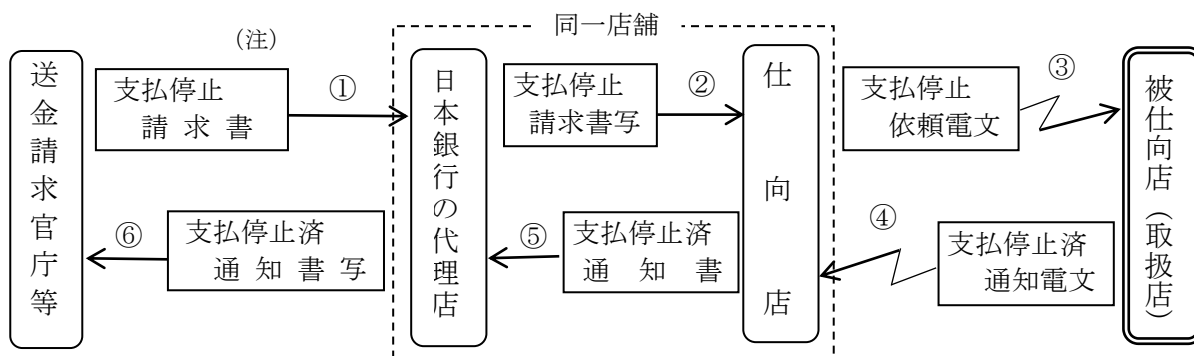 同一店舗
(注)
送金請求官庁等
支払停止
請求書
①
日本銀行の代理店
支払停止
請求書写
②
仕向店
支払停止
依頼電文
③
被仕向店(取扱店)
⑥
支払停止済
通知書写
⑤
支払停止済
通知書
④
支払停止済
通知電文